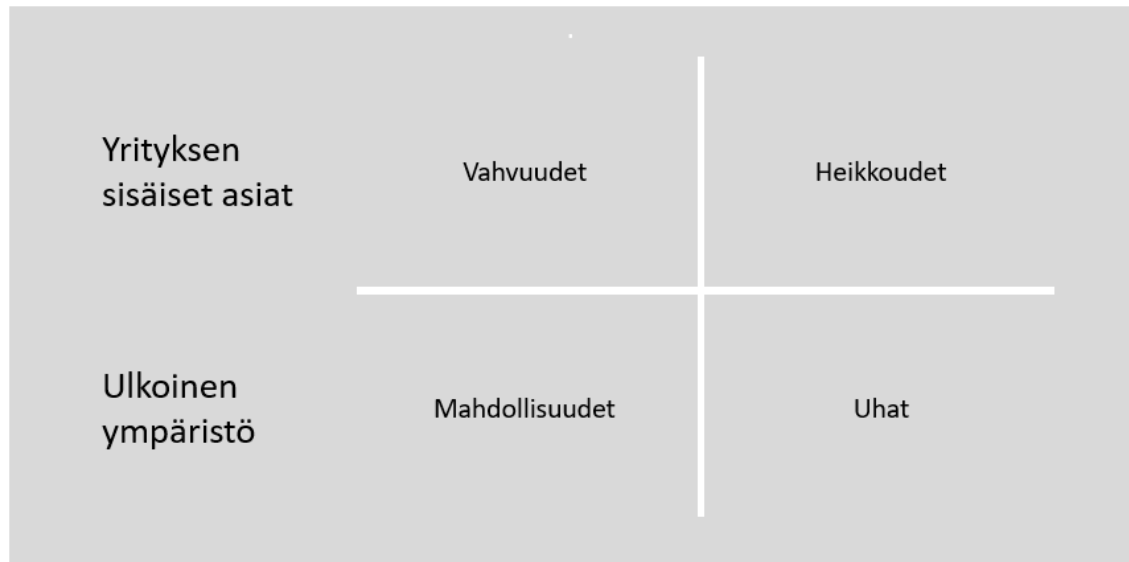 Yrityksen
sisäiset asiat
Vahvuudet
Heikkoudet
Ulkoinen
ympäristö
Mahdollisuudet
Uhat